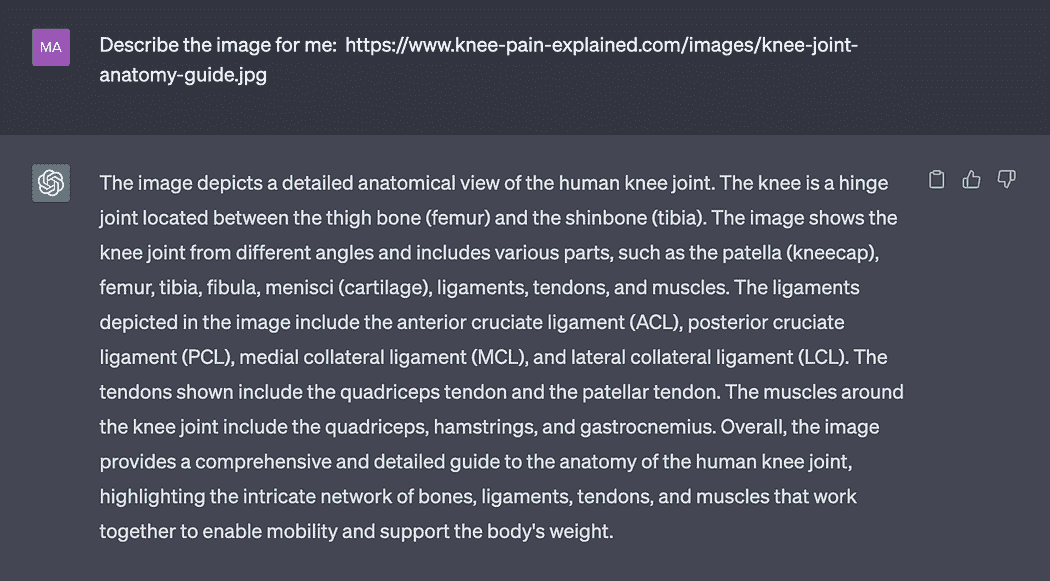 MA
Describe the image for me:  https://www.knee-pain-explained.com/images/knee-joint-
anatomy-guide.jpg
The image depicts a detailed anatomical view of the human knee joint. The knee is a hinge
joint located between the thigh bone (femur) and the shinbone (tibia). The image shows the
knee joint from different angles and includes various parts, such as the patella (kneecap),
femur, tibia, fibula, menisci (cartilage), ligaments, tendons, and muscles. The ligaments
depicted in the image include the anterior cruciate ligament (ACL), posterior cruciate
ligament (PCL), medial collateral ligament (MCL), and lateral collateral ligament (LCL). The
tendons shown include the quadriceps tendon and the patellar tendon. The muscles around
the knee joint include the quadriceps, hamstrings, and gastrocnemius. Overall, the image
provides a comprehensive and detailed guide to the anatomy of the human knee joint,
highlighting the intricate network of bones, ligaments, tendons, and muscles that work
together to enable mobility and support the body's weight.